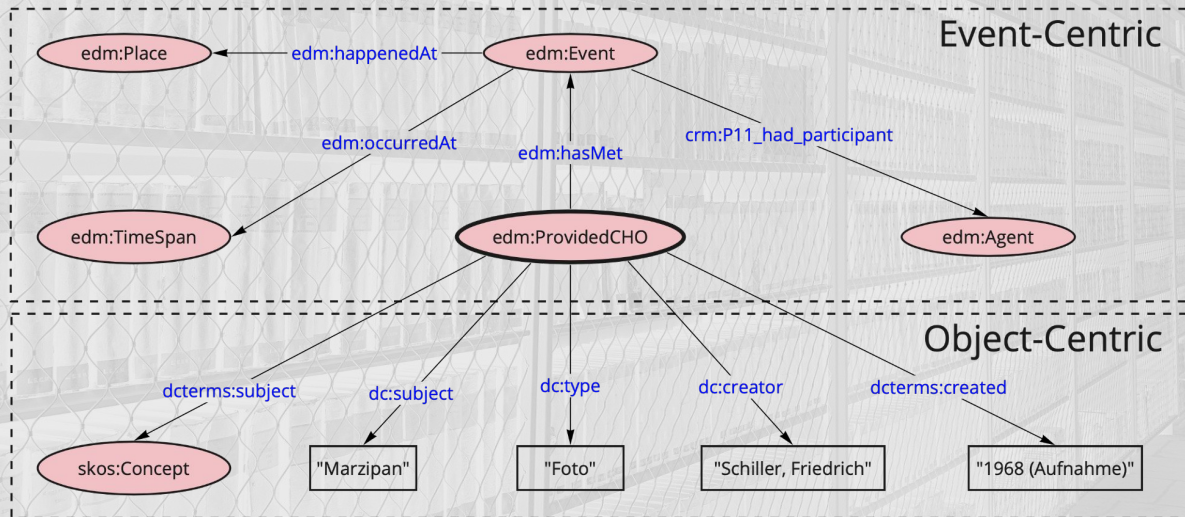 Event-Centric
edm:Place
edm:happenedAt
edm:Event
edm:occurredAt
edm:hasMet
crm:P11_had_participant
edm:TimeSpan
edm:ProvidedCHO
edm:Agent
Object-Centric
dcterms:subject
dc:subject
dc:type
dc:creator
dcterms:created
skos:Concept
"Marzipan"
"Foto"
"Schiller, Friedrich"
"1968 (Aufnahme)"